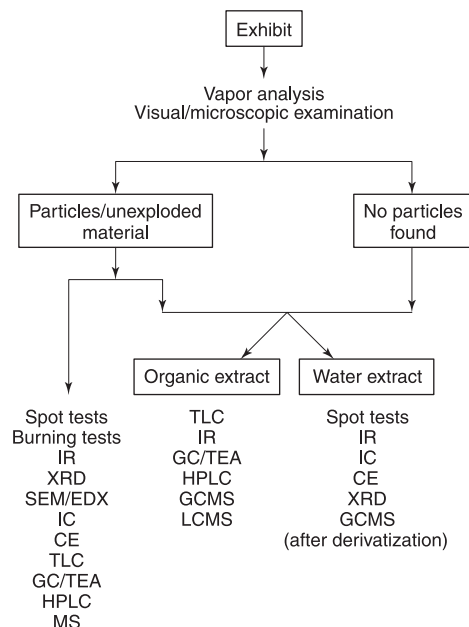 Exhibit
Vapor analysis
Visual/microscopic examination
Particles/unexploded
material
No particles
found
Organic extract
Water extract
Spot tests
Burning tests
IR
XRD
SEM/EDX
IC
CE
TLC
GC/TEA
HPLC
MS
TLC
IR
GC/TEA
HPLC
GCMS
LCMS
Spot tests
IR
IC
CE
XRD
GCMS
(after derivatization)